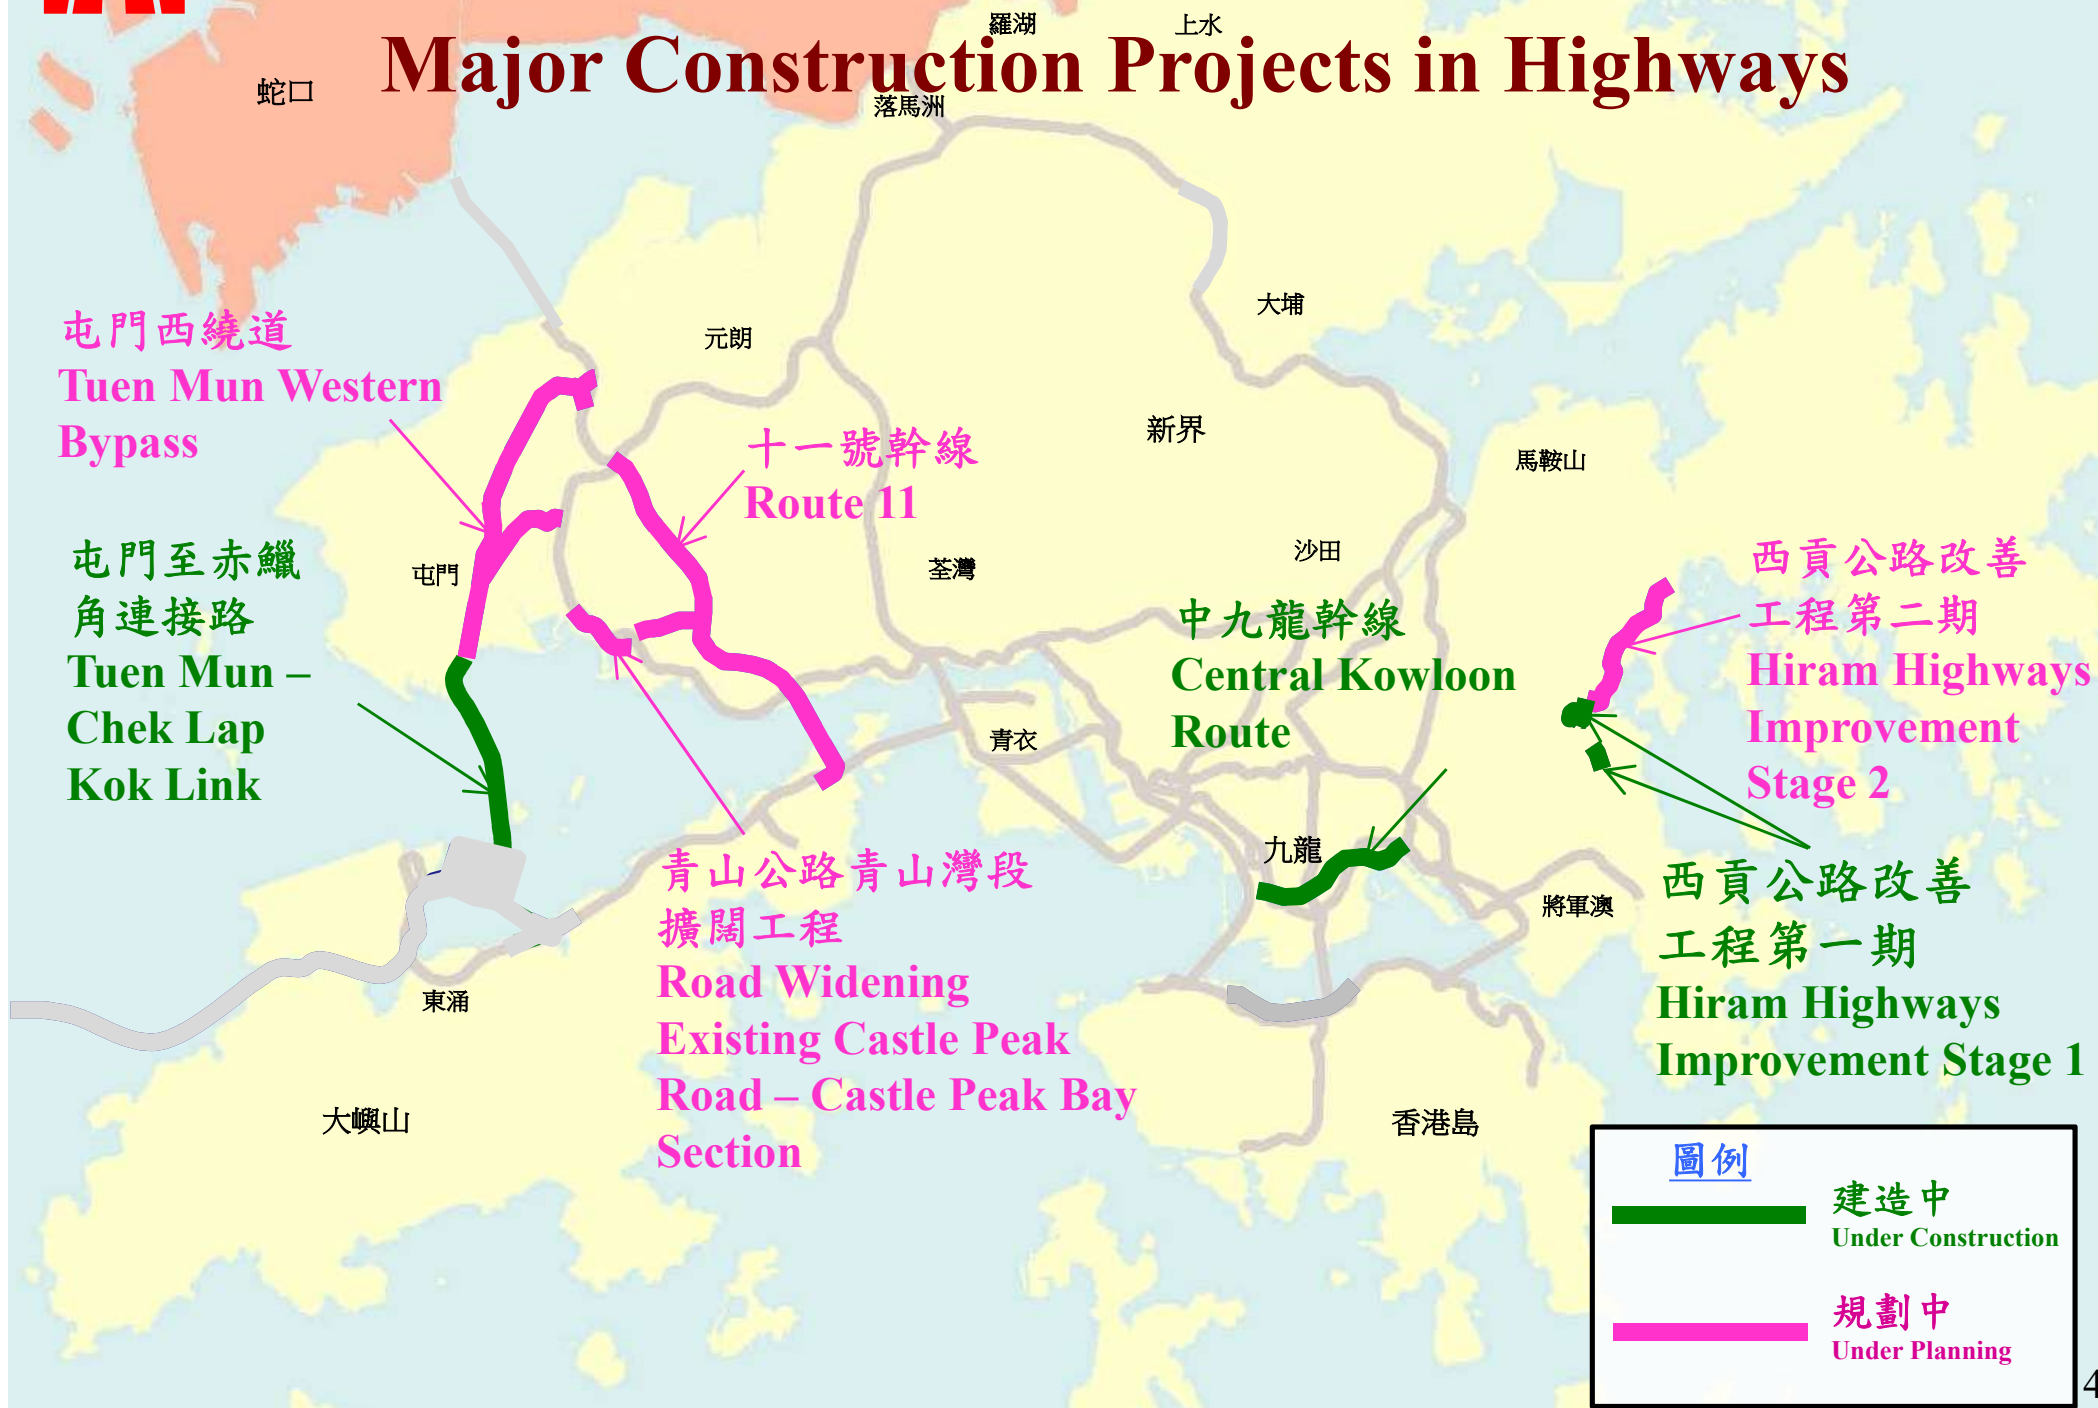 羅湖
上水
Major Construction Projects in Highways
蛇口
落馬洲
大埔
屯門西繞道
Tuen Mun Western
Bypass
元朗
新界
十一號幹線
Route 11
馬鞍山
屯門至赤鱲
角連接路
Tuen Mun –
Chek Lap
Kok Link
屯門
荃灣
沙田
西貢公路改善
工程第二期
Hiram Highways
Improvement
Stage 2
中九龍幹線
Central Kowloon
Route
青衣
九龍
青山公路青山灣段
擴闊工程
Road Widening
Existing Castle Peak
Road – Castle Peak Bay
Section
將軍澳
西貢公路改善
工程第一期
Hiram Highways
Improvement Stage 1
東涌
大嶼山
香港島
圖例
建造中
Under Construction
規劃中
Under Planning
4